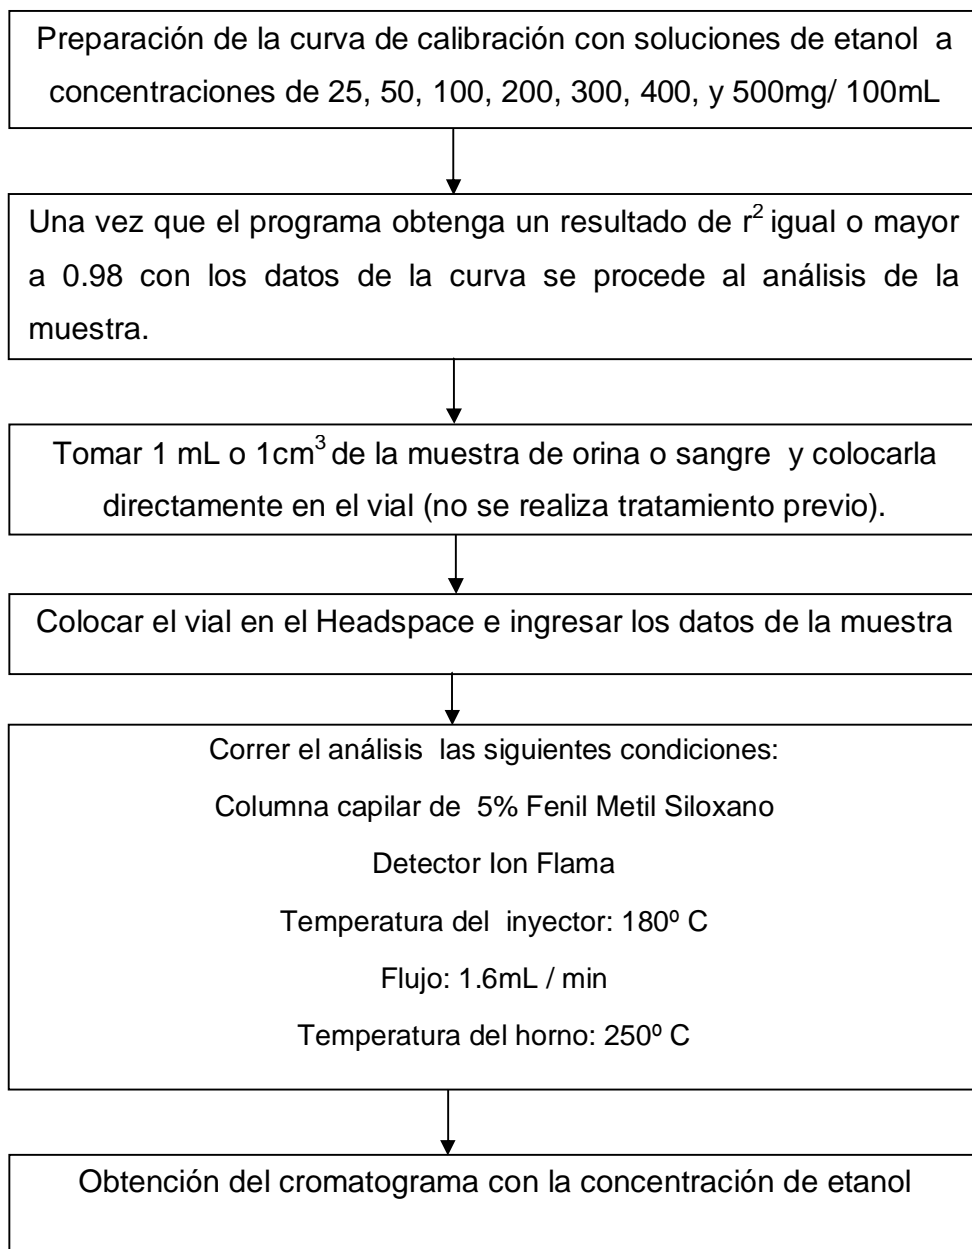 Preparación de la curva de calibración con soluciones de etanol a
concentraciones de 25, 50, 100, 200, 300, 400, y 500mg/ 100mL
Una vez que el programa obtenga un resultado de r² igual o mayor
a 0.98 con los datos de la curva se procede al análisis de la
muestra.
Tomar 1 mL o 1cm³ de la muestra de orina o sangre y colocarla
directamente en el vial (no se realiza tratamiento previo).
Colocar el vial en el Headspace e ingresar los datos de la muestra
Correr el análisis las siguientes condiciones:
Columna capilar de 5% Fenil Metil Siloxano
Detector Ion Flama
Temperatura del inyector: 180º C
Flujo: 1.6mL / min
Temperatura del horno: 250º C
Obtención del cromatograma con la concentración de etanol